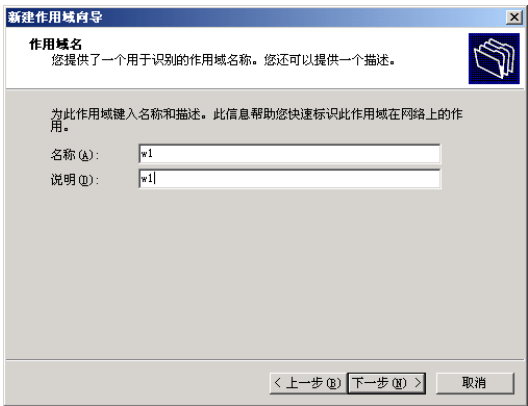 新建作用域向导
作用域名
您提供了一个用于识别的作用域名称。您还可以提供一个描述。
为此作用域键入名称和描述。此信息帮助您快速标识此作用域在网络上的作
用。
名称(A): w1
说明(D): w1
< 上一步(B) 下一步(N) > 取消